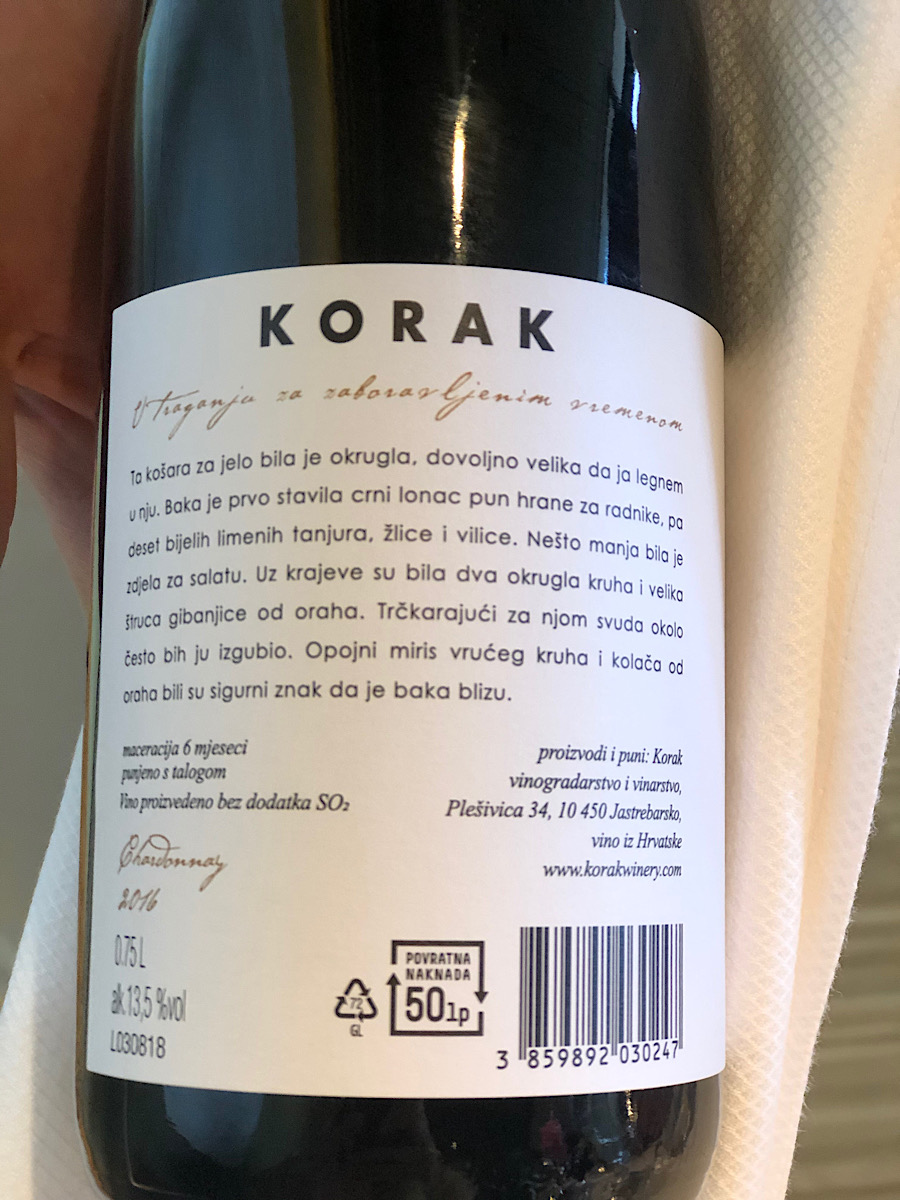 KORAK
U traganju za zaboravljenim vremenom
Ta košara za jelo bila je okrugla, dovoljno velika da ja legnem
u nju. Baka je prvo stavila crni lonac pun hrane za radnike, pa
deset bijelih limenih tanjura, žlice i vilice. Nešto manja bila je
zdjela za salatu. Uz krajeve su bila dva okrugla kruha i velika
štruca gibanjice od oraha. Trčkarajući za njom svuda okolo
često bih ju izgubio. Opojni miris vrućeg kruha i kolača od
oraha bili su sigurni znak da je baka blizu.
maceracija 6 mjeseci
punjeno s talogom
Vino proizvedeno bez dodatka SO₂
Chardonnay
2016
0.75 L
alk.13,5 %vol
L030818
proizvodi i puni: Korak
vinogradarstvo i vinarstvo,
Plešivica 34, 10 450 Jastrebarsko,
vino iz Hrvatske
www.korakwinery.com
72
GL
POVRATNA
NAKNADA
50lp
3 859892 030247